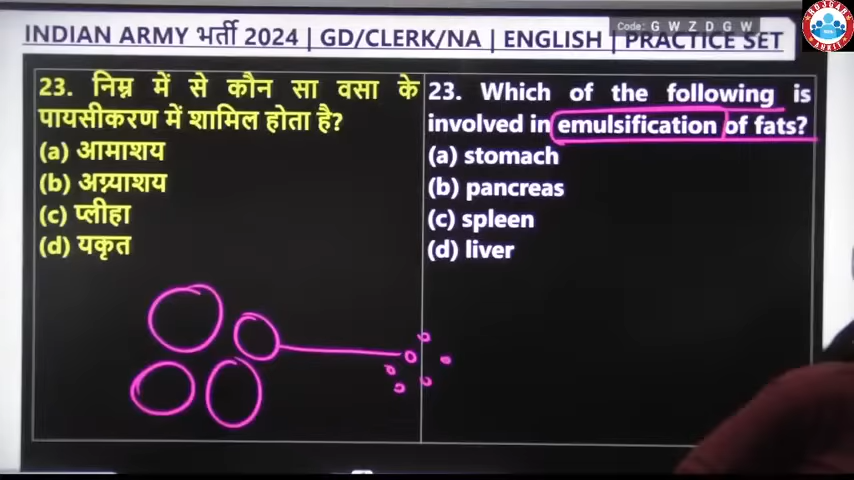 Code: G W Z D G W
INDIAN ARMY भर्ती 2024 | GD/CLERK/NA | ENGLISH | PRACTICE SET
23. निम्न में से कौन सा वसा के
पायसीकरण में शामिल होता है?
(a) आमाशय
(b) अग्न्याशय
(c) प्लीहा
(d) यकृत
23. Which of the following is
involved in emulsification of fats?
(a) stomach
(b) pancreas
(c) spleen
(d) liver